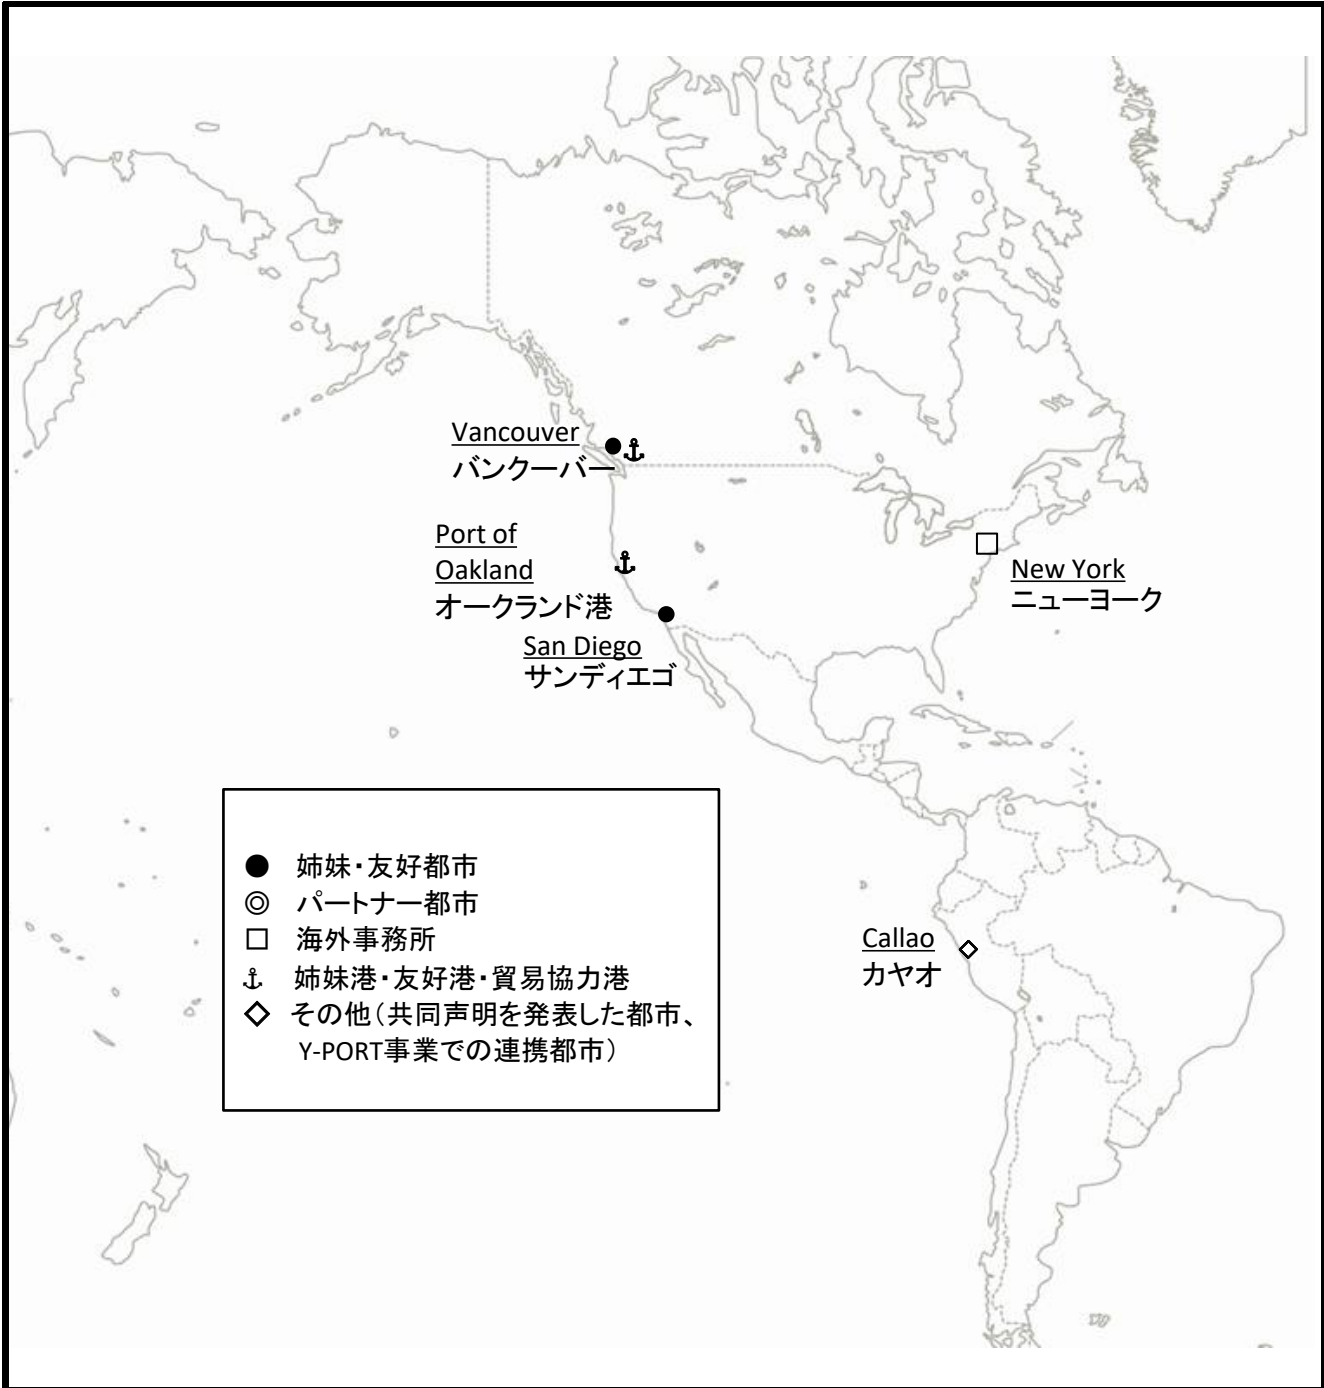 Vancouver
バンクーバー
Port of
Oakland
オークランド港
San Diego
サンディエゴ
New York
ニューヨーク
Callao
カヤオ
● 姉妹・友好都市
◎ パートナー都市
□ 海外事務所
⚓ 姉妹港・友好港・貿易協力港
◇ その他（共同声明を発表した都市、
Y-PORT事業での連携都市）